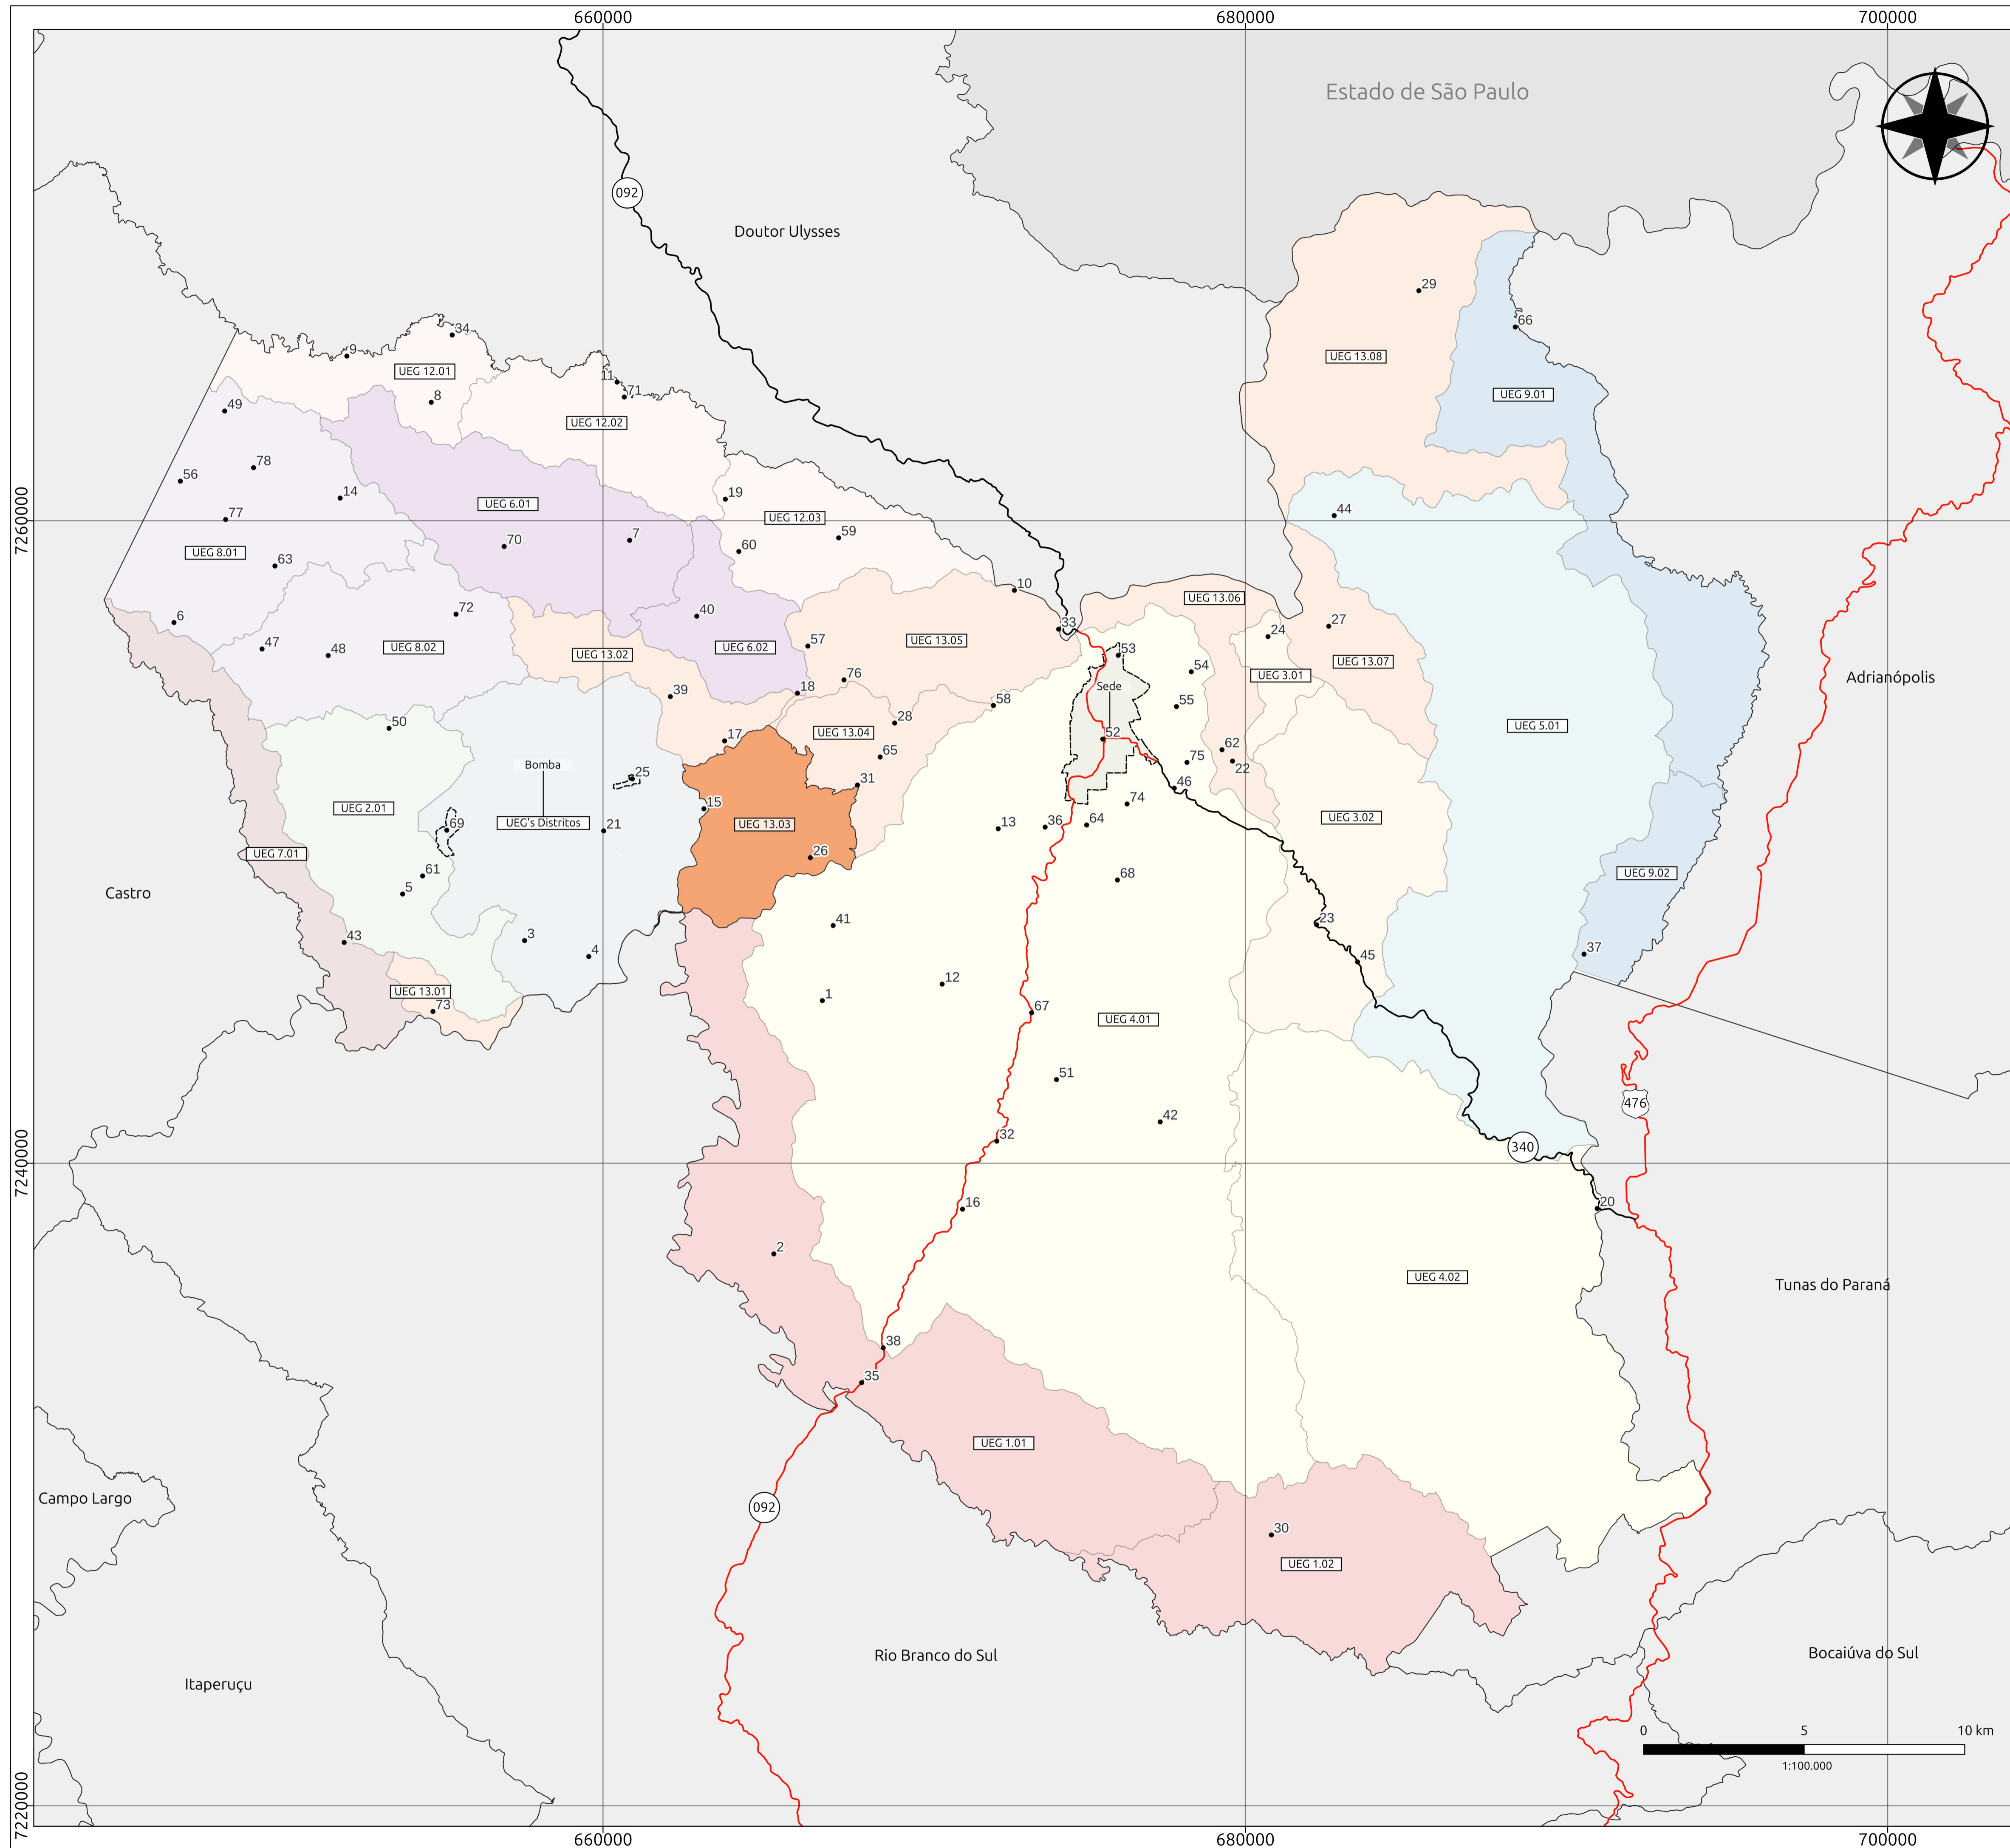 660000
680000
700000
Estado de São Paulo
092
Doutor Ulysses
29
66
34
9
UEG 12.01
11
71
8
49
UEG 12.02
UEG 13.08
UEG 9.01
78
56
14
19
UEG 6.01
UEG 12.03
77
7
59
44
7260000
UEG 8.01
70
60
63
10
6
72
40
33
UEG 13.06
27
24
47
48
UEG 8.02
UEG 13.02
UEG 6.02
57
UEG 13.05
53
54
UEG 13.07
UEG 3.01
76
Sede
Adrianópolis
39
18
58
55
50
28
17
UEG 13.04
52
62
UEG 5.01
65
75
22
Bomba
25
31
46
UEG 2.01
15
74
69
UEG's Distritos
21
UEG 13.03
13
36
64
UEG 3.02
UEG 7.01
26
61
5
68
UEG 9.02
Castro
41
23
43
3
4
45
37
12
UEG 13.01
1
73
67
UEG 4.01
51
476
42
32
340
7240000
16
20
2
UEG 4.02
Tunas do Paraná
38
35
UEG 1.01
Campo Largo
092
30
UEG 1.02
Rio Branco do Sul
Bocaiúva do Sul
Itaperuçu
0 5 10 km
1:100.000
7220000
660000
680000
700000